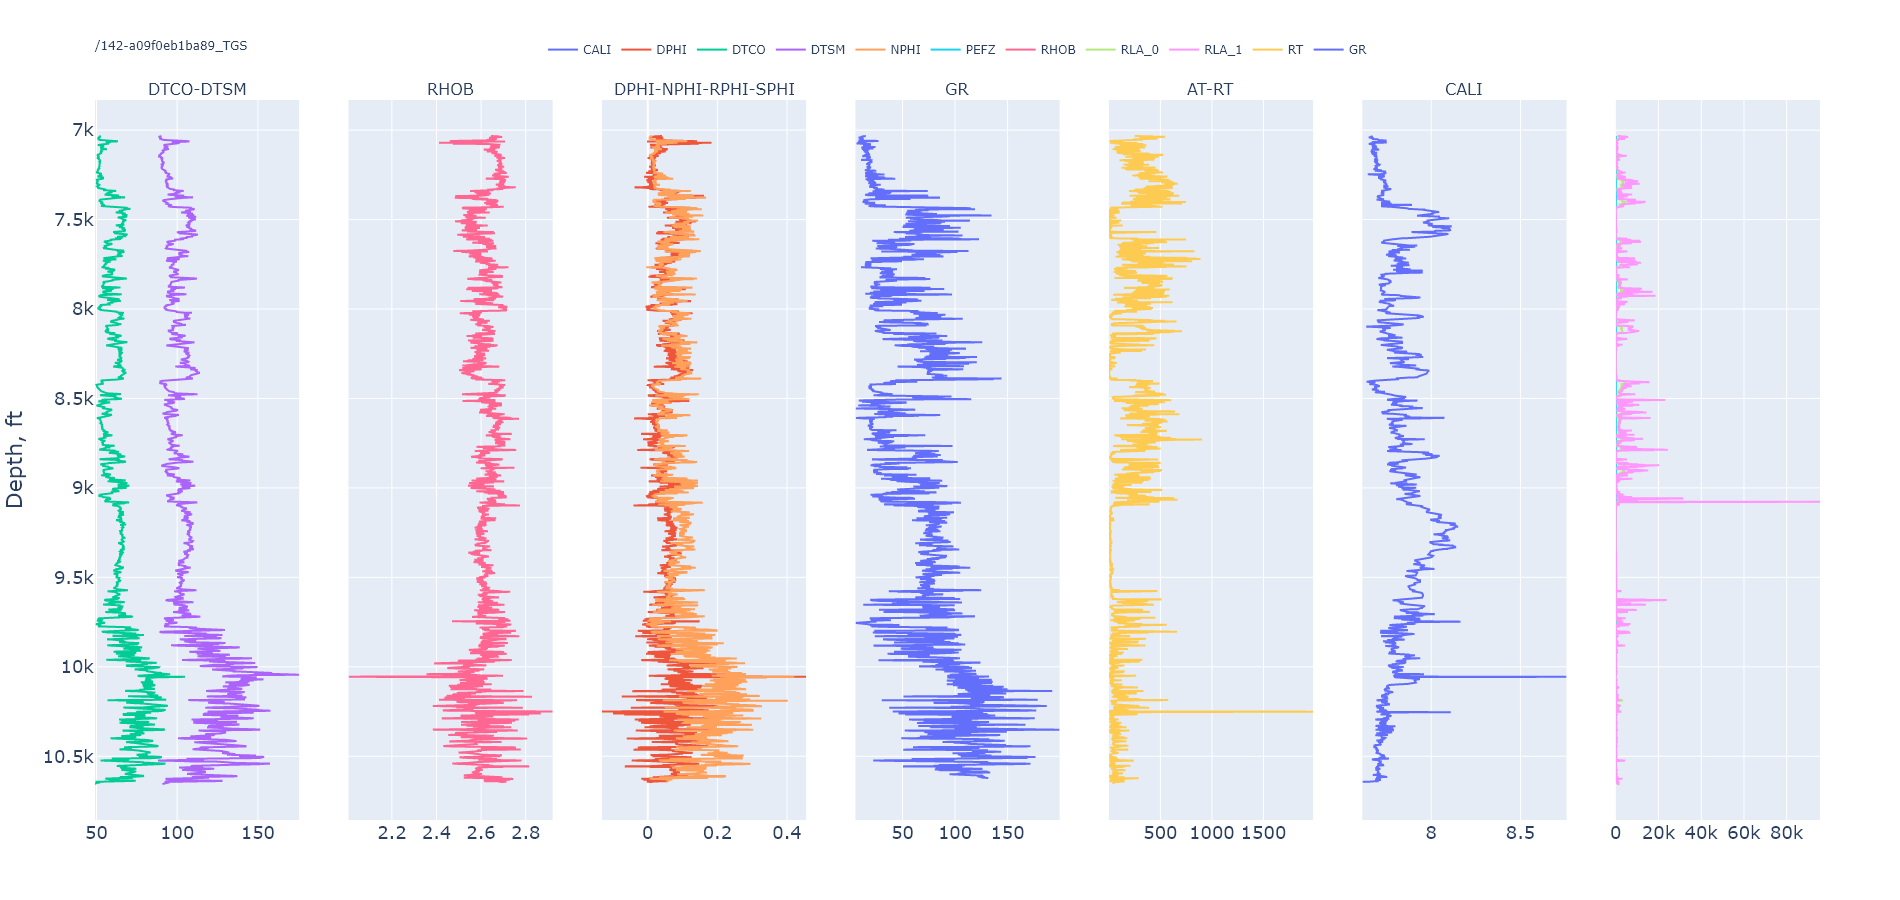 /142-a09f0eb1ba89_TGS
CALI DPHI DTCO DTSM NPHI PEFZ RHOB RLA_0 RLA_1 RT GR
DTCO-DTSM RHOB DPHI-NPHI-RPHI-SPHI GR AT-RT CALI
Depth, ft
7k
7.5k
8k
8.5k
9k
9.5k
10k
10.5k
50 100 150 2.2 2.4 2.6 2.8 0 0.2 0.4 50 100 150 500 1000 1500 8 8.5 0 20k 40k 60k 80k